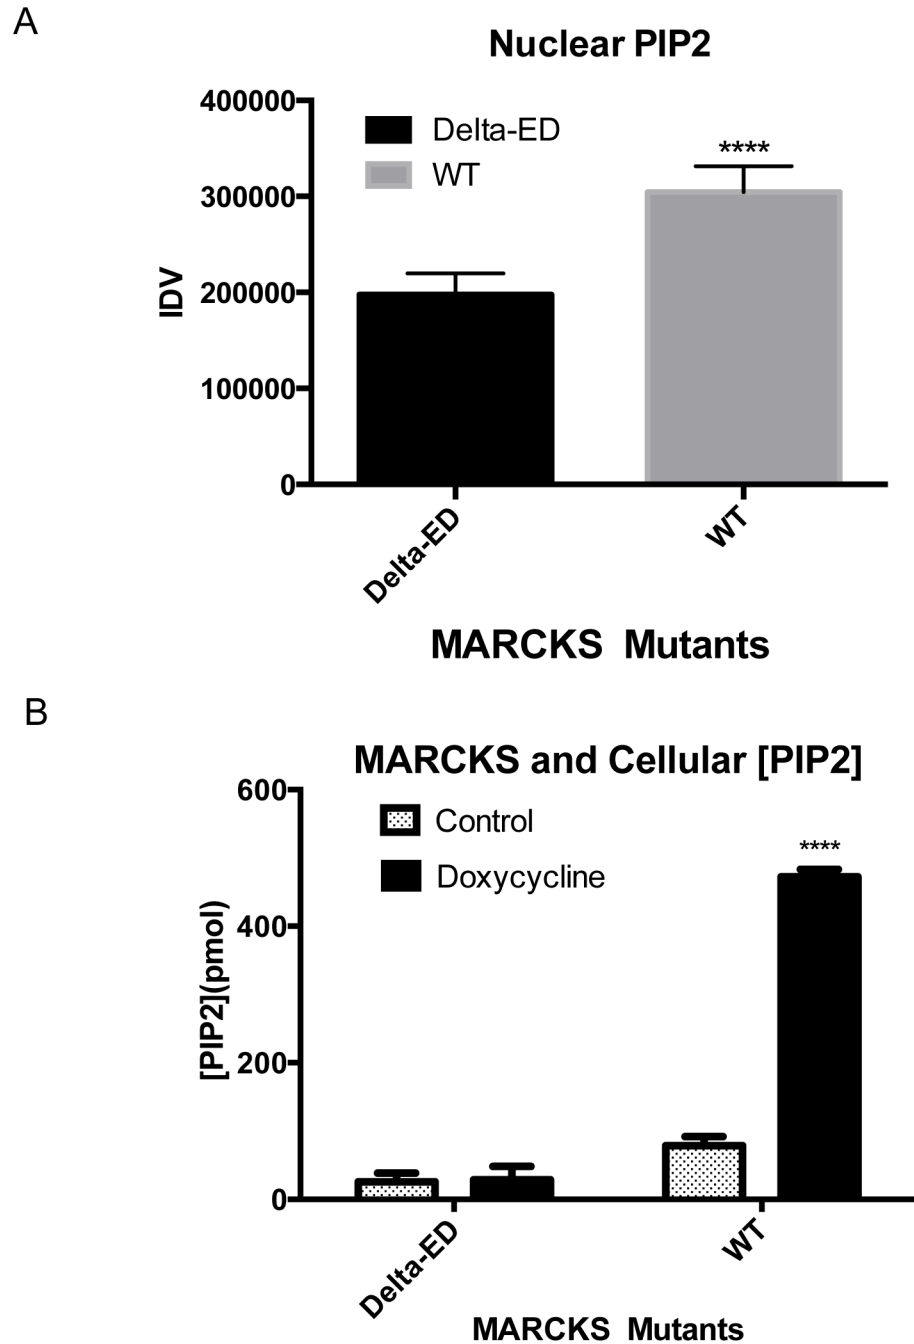 A
Nuclear PIP2
400000
Delta-ED
****
WT
300000
IDV
200000
100000
0
Delta-ED
WT
MARCKS Mutants
B
MARCKS and Cellular [PIP2]
600
Control
****
Doxycycline
400
[PIP2](pmol)
200
0
Delta-ED
WT
MARCKS Mutants